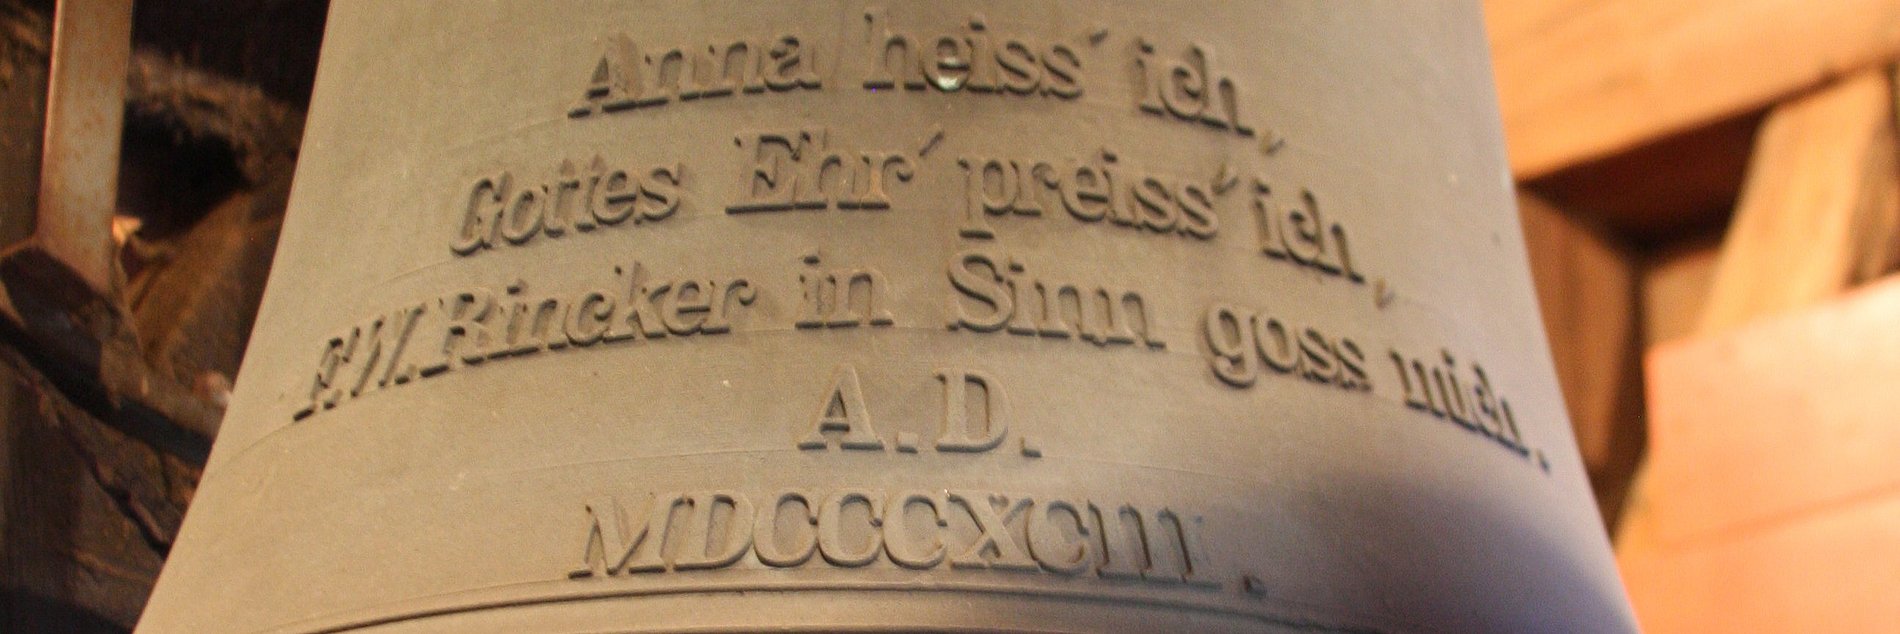 Anna heiss' ich,
Gottes Ehr' preiss' ich,
F.W. Rincker in Sinn goss mich.
A. D.
MDCCCXCIII.